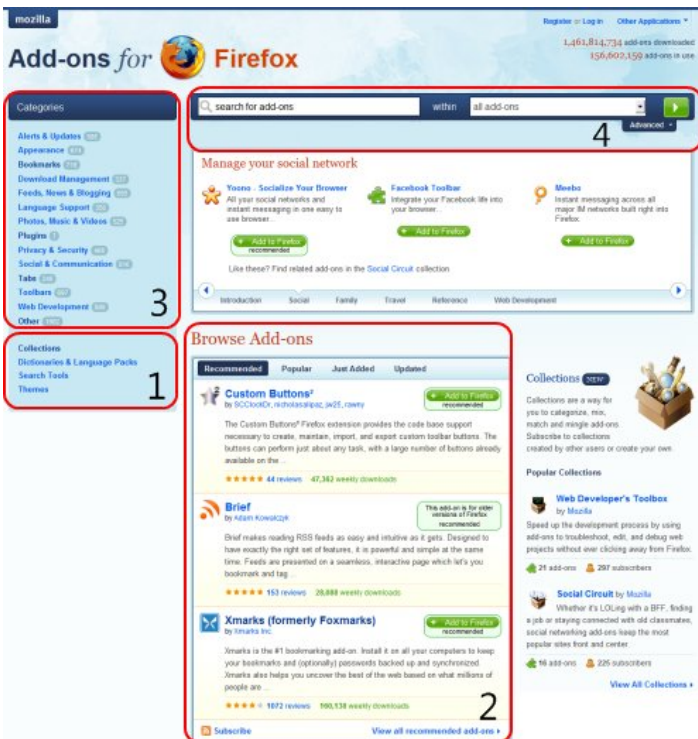 mozilla
Register or Log in Other Applications
Add-ons for Firefox
1,461,814,734 add-ons downloaded
156,602,159 add-ons in use
Categories
Alerts & Updates
Appearance
Bookmarks
Download Management
Feeds, News & Blogging
Language Support
Photos, Music & Videos
Plugins
Privacy & Security
Social & Communication
Tabs
Toolbars
Web Development
Other
3
Collections
Dictionaries & Language Packs
Search Tools
Themes
1
search for add-ons within all add-ons
Advanced
4
Manage your social network
Yoono - Socialize Your Browser
All your social networks and
instant messaging in one easy to
use browser...
Add to Firefox
recommended
Facebook Toolbar
Integrate your Facebook life into
your browser...
Add to Firefox
Meebo
Instant messaging across all
major IM networks built right into
Firefox.
Add to Firefox
Like these? Find related add-ons in the Social Circuit collection
Introduction Social Family Travel Reference Web Development
Browse Add-ons
Recommended Popular Just Added Updated
Custom Buttons²
by SCClockDr, nicholasalipaz, sw25, rawny
Add to Firefox
recommended
The Custom Buttons² Firefox extension provides the code base support
necessary to create, maintain, import, and export custom toolbar buttons. The
buttons can perform just about any task, with a large number of buttons already
available on the ...
44 reviews 47,362 weekly downloads
Brief
by Adam Kowalczyk
This add-on is for older
versions of Firefox
recommended
Brief makes reading RSS feeds as easy and intuitive as it gets. Designed to
have exactly the right set of features, it is powerful and simple at the same
time. Feeds are presented on a seamless, interactive page which let's you
bookmark and tag...
153 reviews 28,888 weekly downloads
Xmarks (formerly Foxmarks)
by Xmarks Inc.
Add to Firefox
recommended
Xmarks is the #1 bookmarking add-on. Install it on all your computers to keep
your bookmarks and (optionally) passwords backed up and synchronized.
Xmarks also helps you uncover the best of the web based on what millions of
people are ...
1072 reviews 160,138 weekly downloads
2
Subscribe View all recommended add-ons
Collections NEW
Collections are a way for
you to categorize, mix,
match and mingle add-ons.
Subscribe to collections
created by other users or create your own.
Popular Collections
Web Developer's Toolbox
by Mozilla
Speed up the development process by using
add-ons to troubleshoot, edit, and debug web
projects without ever clicking away from Firefox.
21 add-ons 297 subscribers
Social Circuit by Mozilla
Whether it's LOLing with a BFF, finding
a job or staying connected with old classmates,
social networking add-ons keep the most
popular sites front and center
16 add-ons 225 subscribers
View All Collections